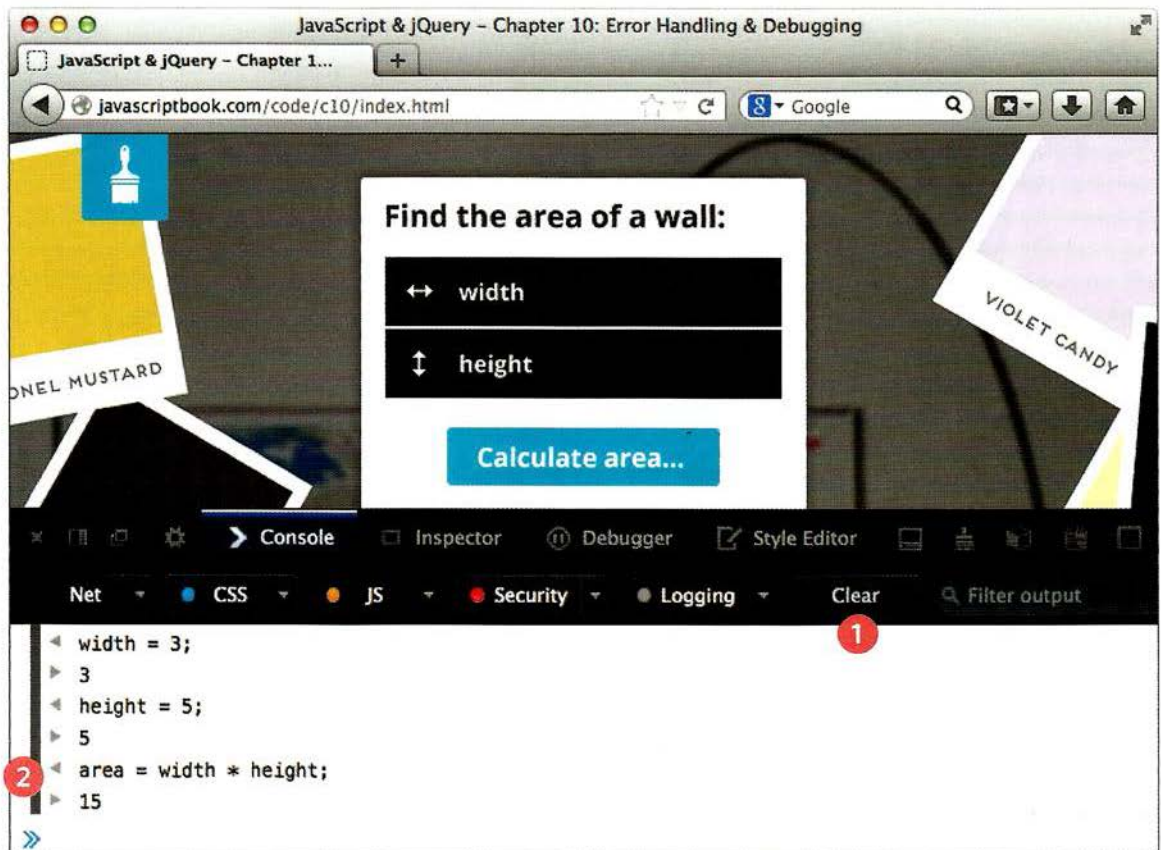 JavaScript & jQuery – Chapter 10: Error Handling & Debugging
JavaScript & jQuery – Chapter 1... +
javascriptbook.com/code/c10/index.html 8 Google
Find the area of a wall:
width
height
Calculate area...
ONEL MUSTARD
VIOLET CANDY
Console Inspector Debugger Style Editor
Net CSS JS Security Logging Clear Filter output
1
width = 3;
3
height = 5;
5
2 area = width * height;
15